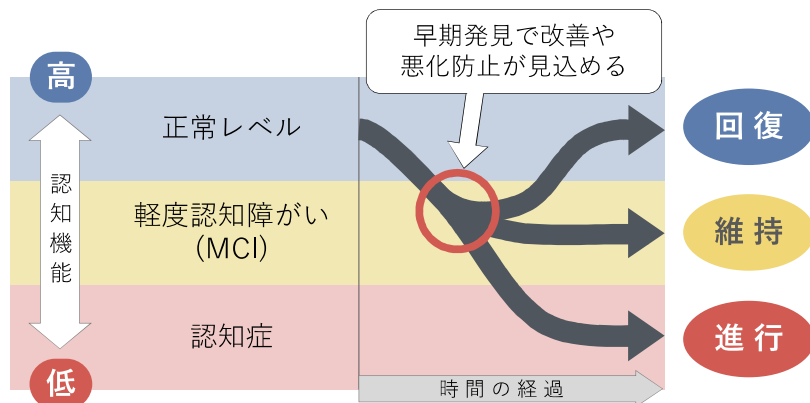 早期発見で改善や
悪化防止が見込める
高
正常レベル
回復
認知機能
軽度認知障がい
(MCI)
維持
認知症
進行
低
時間の経過